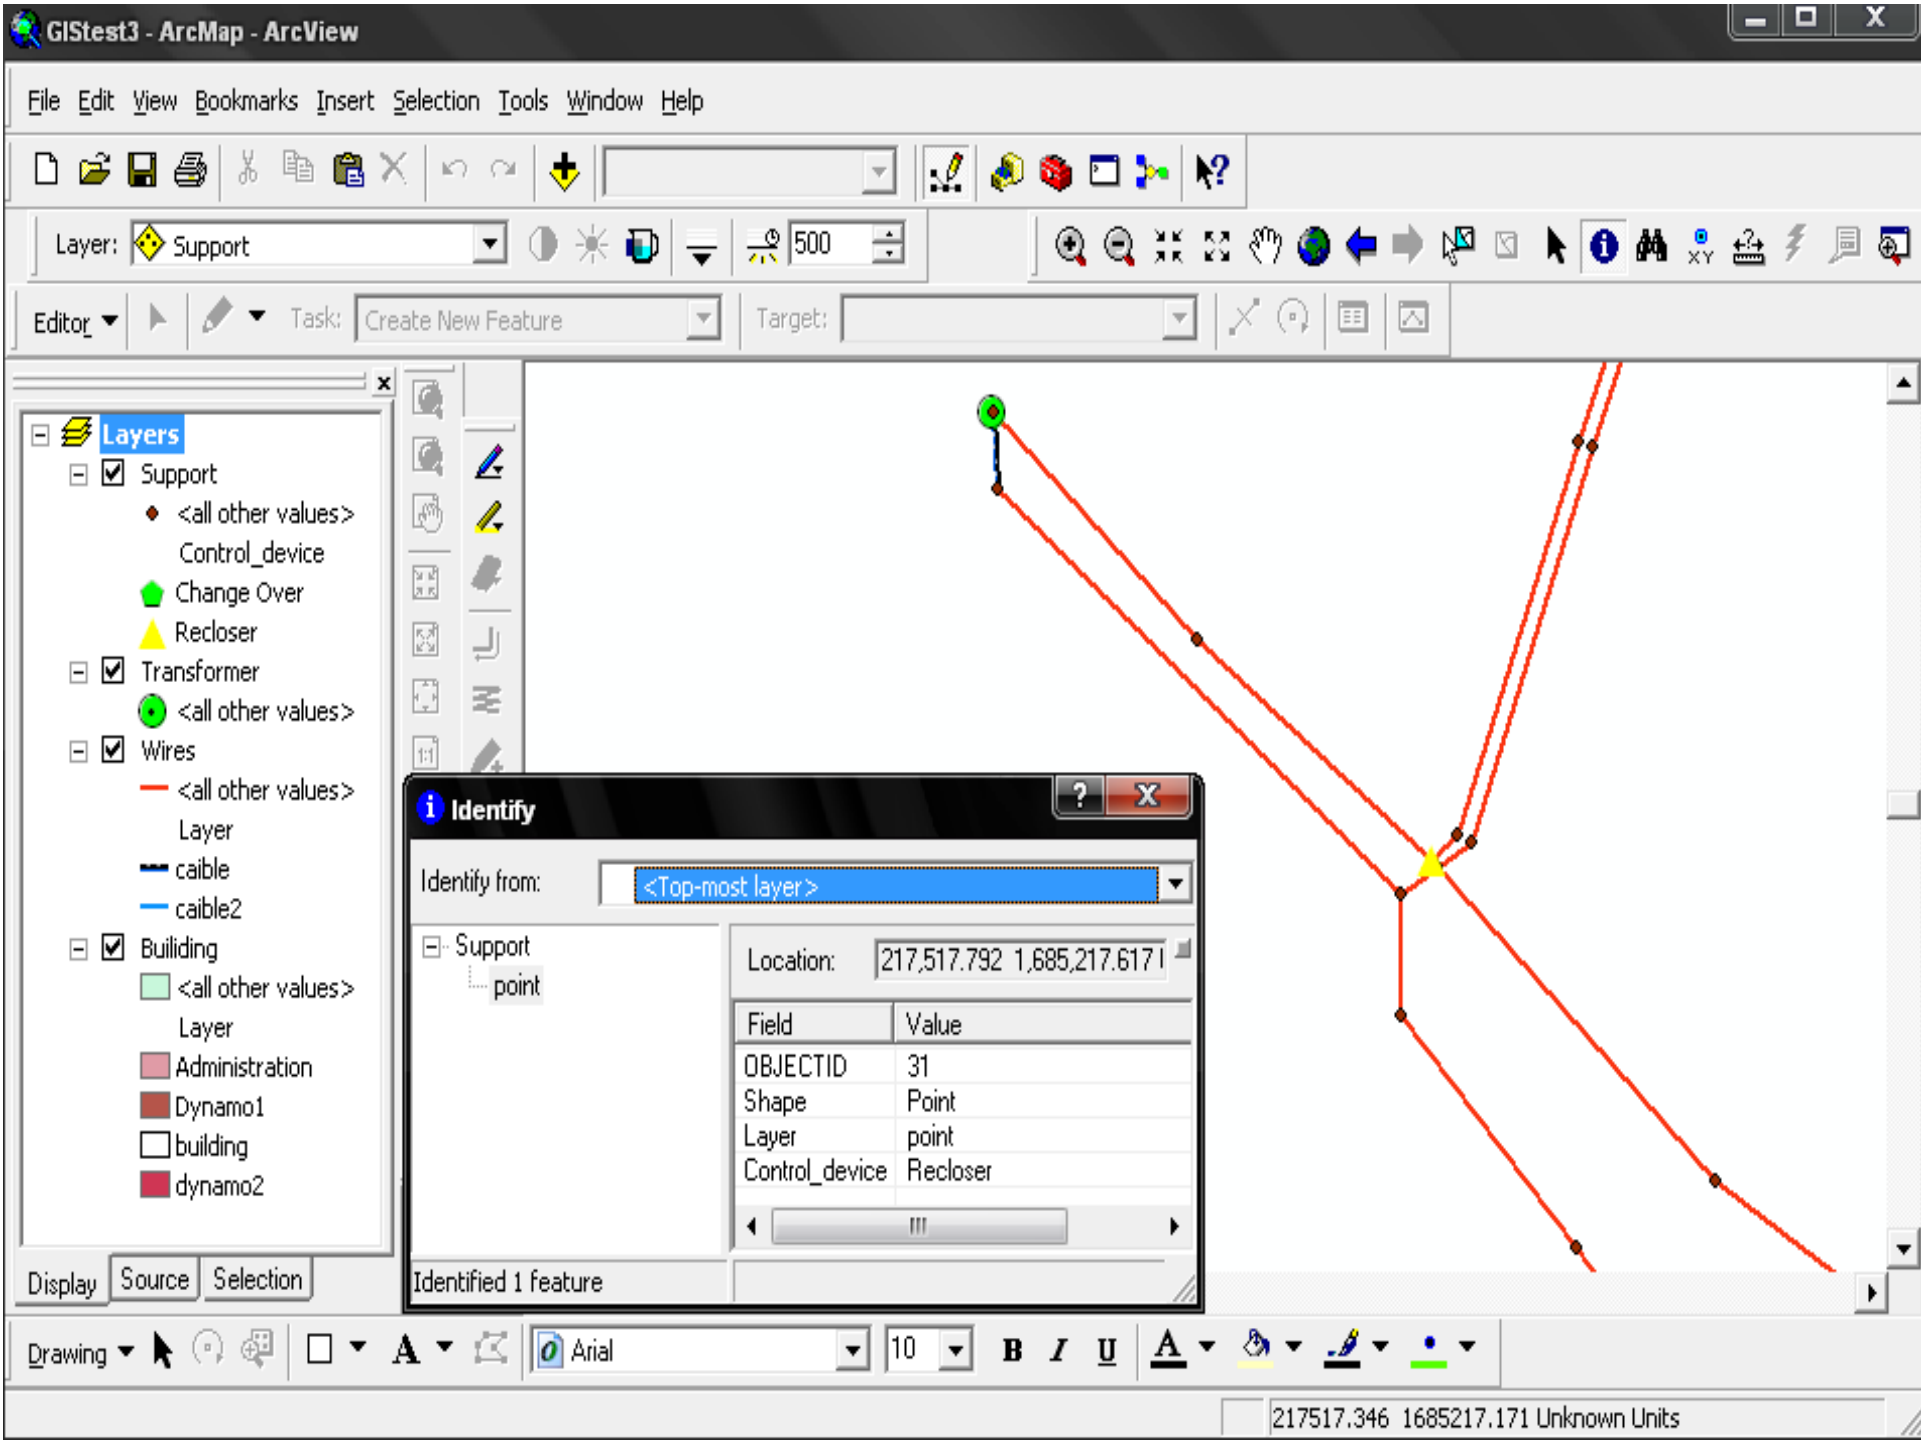 GIStest3 - ArcMap - ArcView
File Edit View Bookmarks Insert Selection Tools Window Help
Layer: Support 500
XY
Editor Task: Create New Feature Target:
Layers
Support
<all other values>
Control_device
Change Over
Recloser
Transformer
<all other values>
Wires
<all other values>
Layer
caible
caible2
Builiding
<all other values>
Layer
Administration
Dynamo1
building
dynamo2
Display Source Selection
1:1
Identify
Identify from: <Top-most layer>
Support
point
Location: 217,517.792 1,685,217.617
Field Value
OBJECTID 31
Shape Point
Layer point
Control_device Recloser
Identified 1 feature
Drawing A Arial 10 B I U A
217517.346 1685217.171 Unknown Units